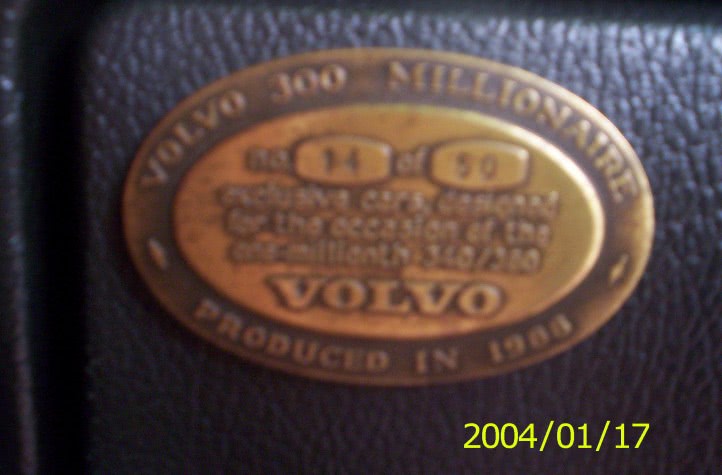 VOLVO 300 MILLIONAIRE
no. 14 of 50
exclusive cars, designed
for the occasion of the
one-millionth 340/360
VOLVO
PRODUCED IN 1988
2004/01/17